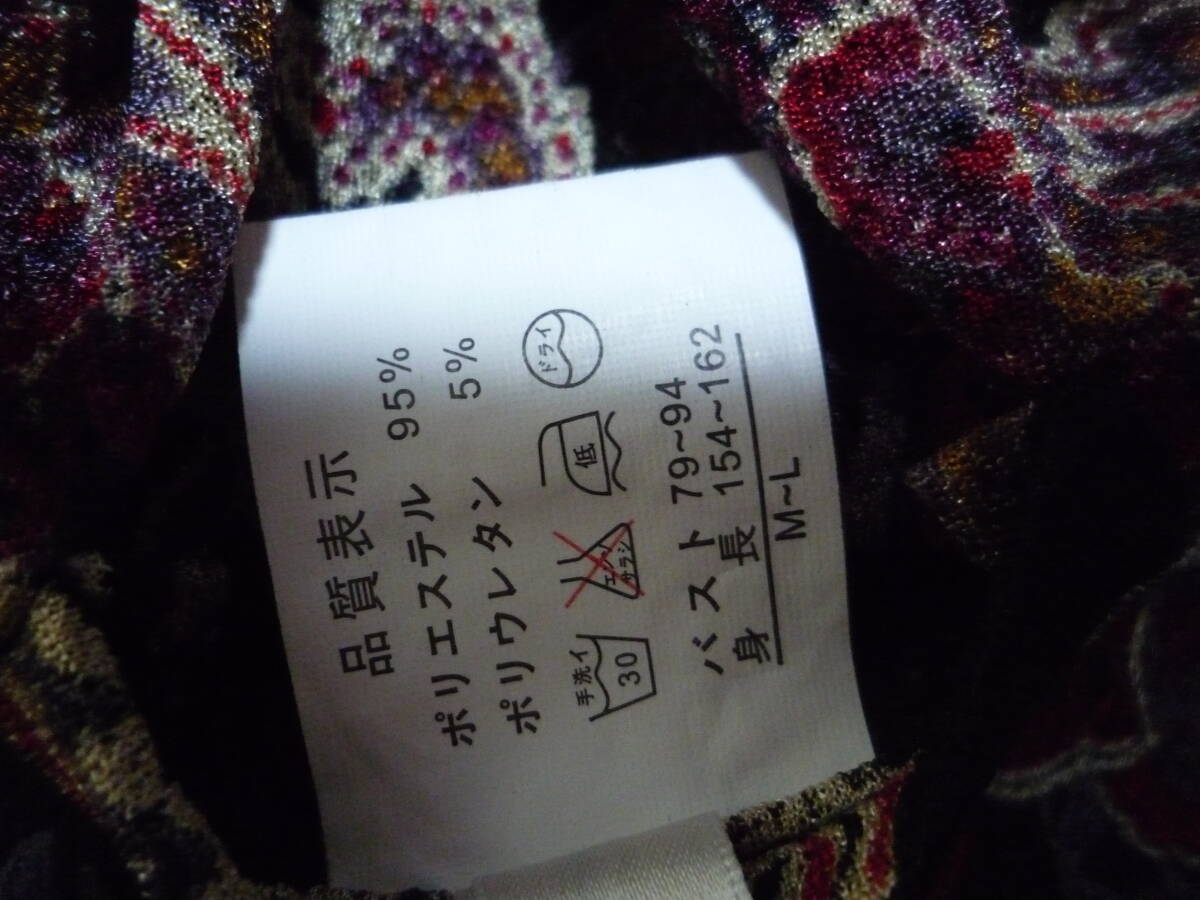 品質表示
ポリエステル 95%
ポリウレタン 5%
手洗イ 30 エンソサラシ 低 ドライ
バスト 79~94
身長 154~162
M~L